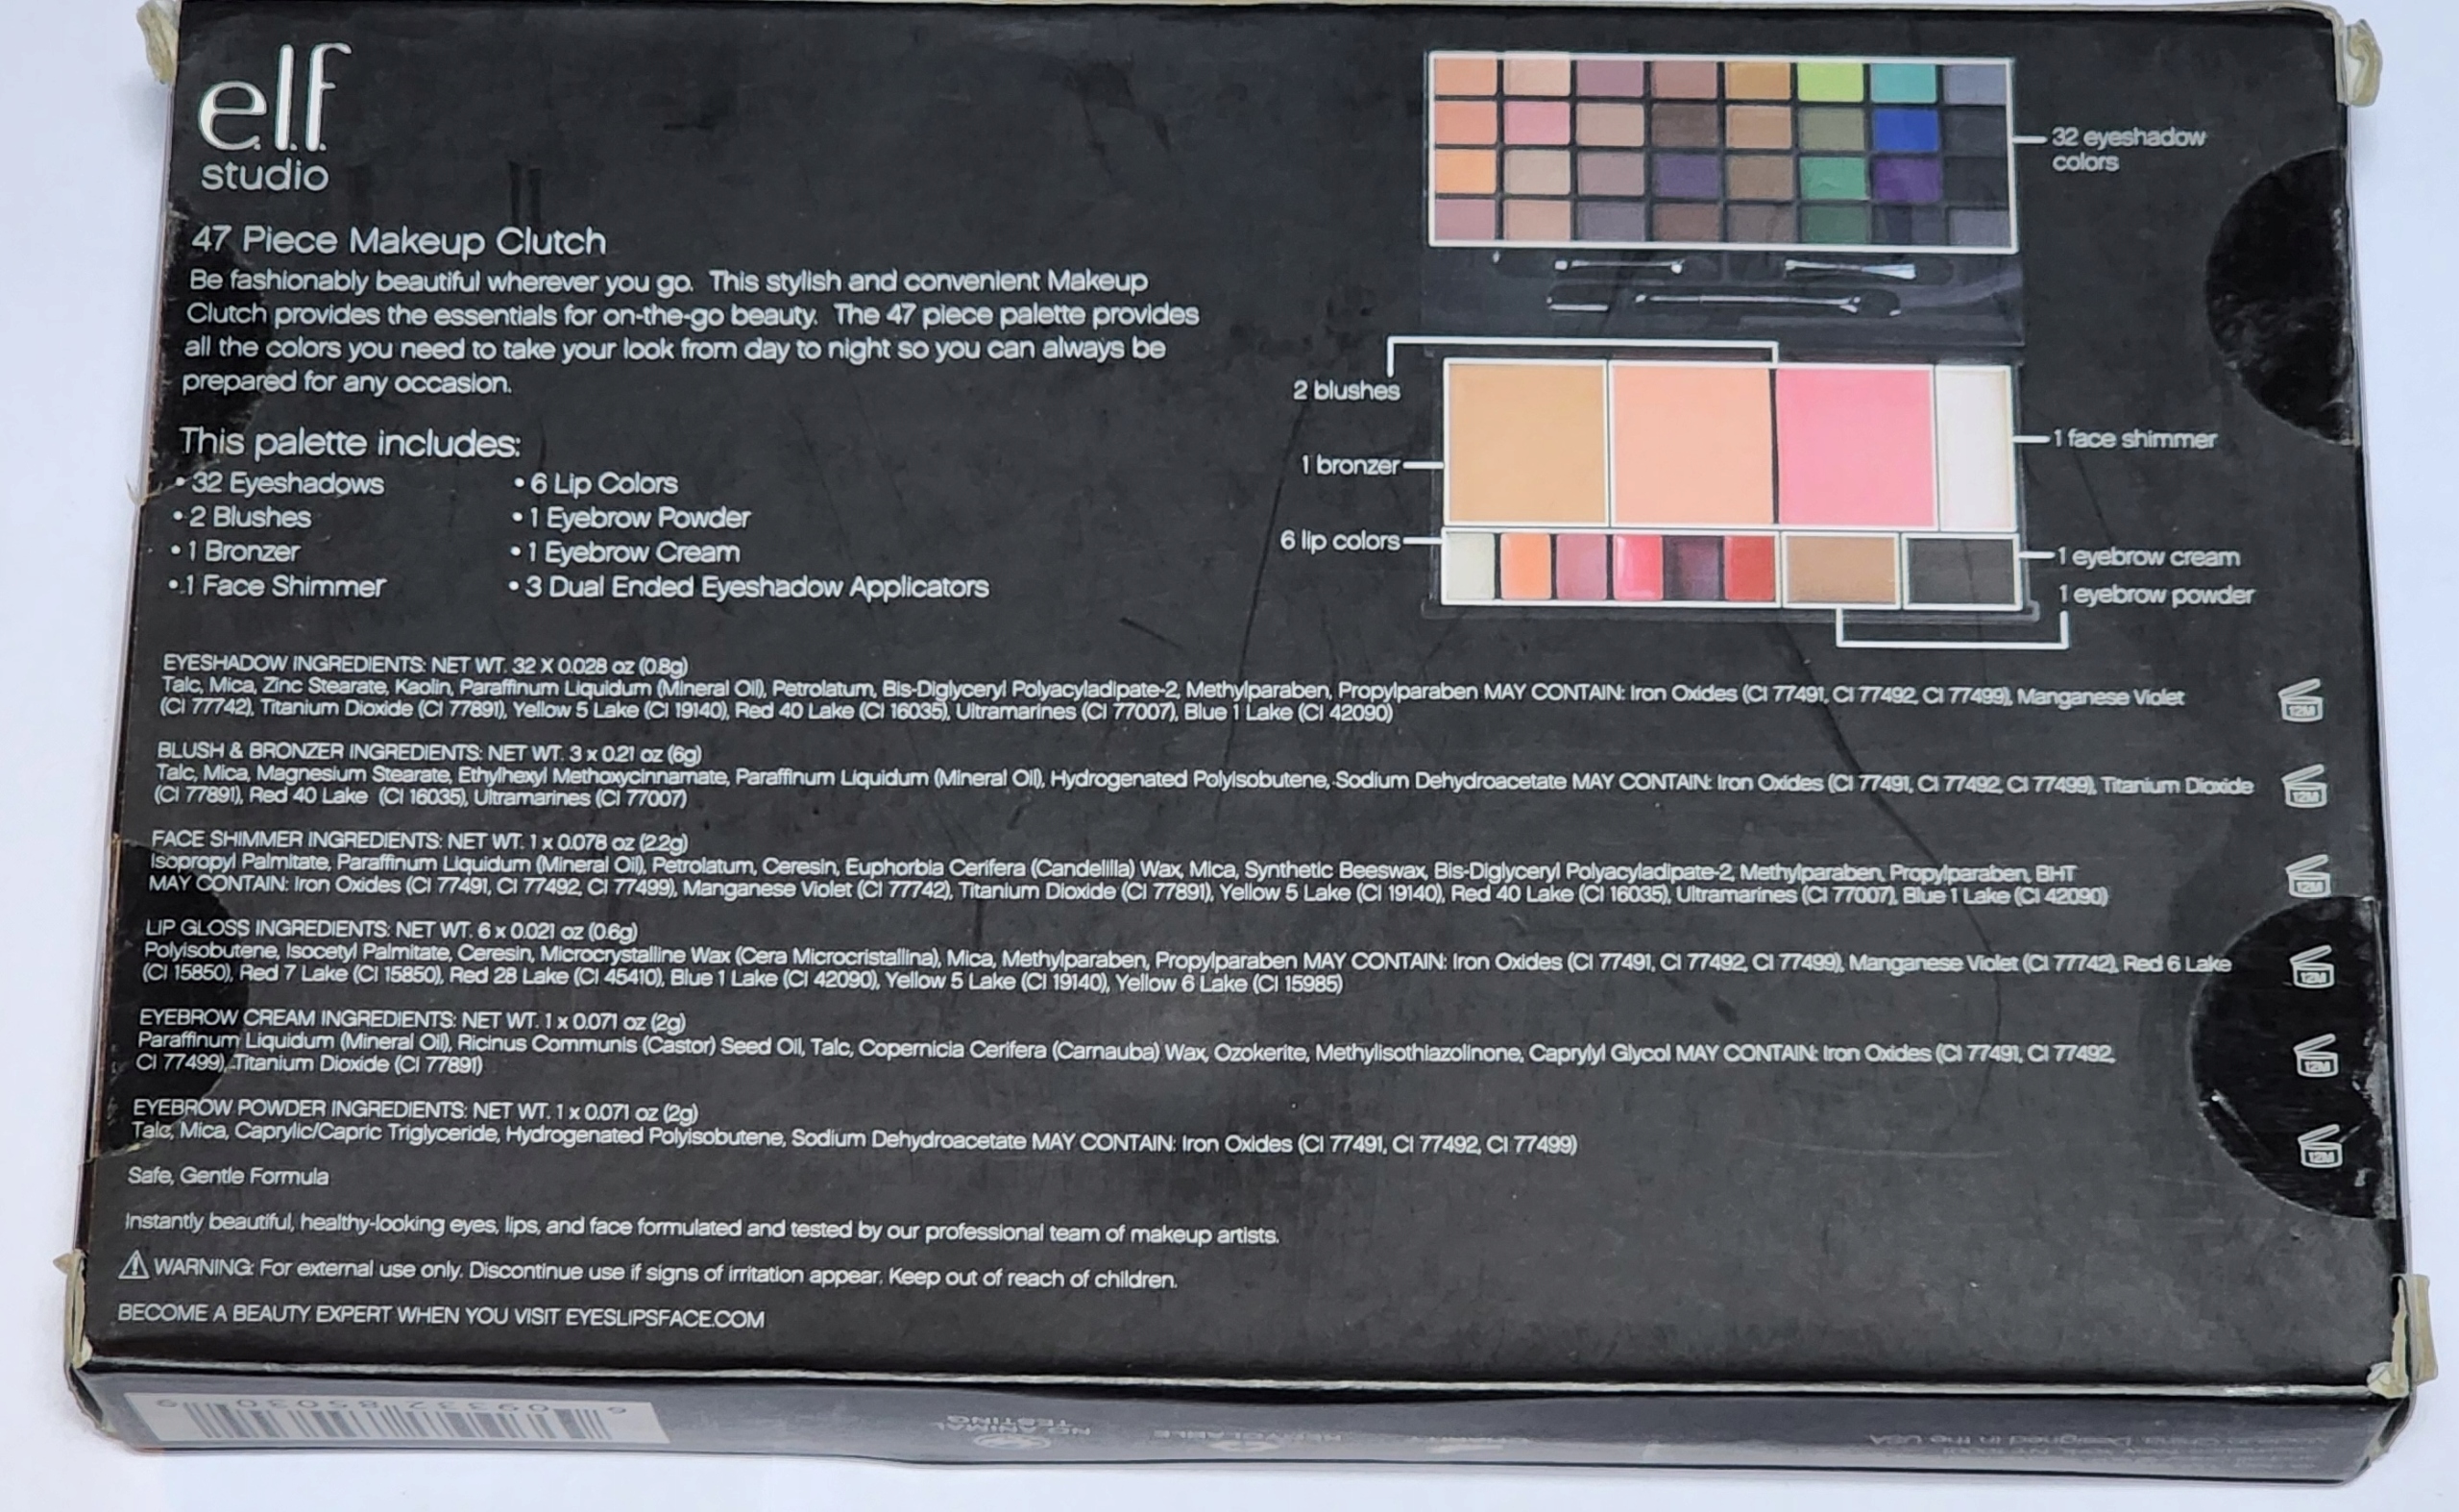 e.l.f.
studio
47 Piece Makeup Clutch
Be fashionably beautiful wherever you go. This stylish and convenient Makeup
Clutch provides the essentials for on-the-go beauty. The 47 piece palette provides
all the colors you need to take your look from day to night so you can always be
prepared for any occasion.
This palette includes:
• 32 Eyeshadows
• 2 Blushes
• 1 Bronzer
• 1 Face Shimmer
• 6 Lip Colors
• 1 Eyebrow Powder
• 1 Eyebrow Cream
• 3 Dual Ended Eyeshadow Applicators
32 eyeshadow
colors
2 blushes
1 bronzer
6 lip colors
1 face shimmer
1 eyebrow cream
1 eyebrow powder
EYESHADOW INGREDIENTS: NET WT. 32 X 0.028 oz (0.8g)
Talc, Mica, Zinc Stearate, Kaolin, Paraffinum Liquidum (Mineral Oil), Petrolatum, Bis-Diglyceryl Polyacyladipate-2, Methylparaben, Propylparaben MAY CONTAIN: Iron Oxides (CI 77491, CI 77492, CI 77499), Manganese Violet
(CI 77742), Titanium Dioxide (CI 77891), Yellow 5 Lake (CI 19140), Red 40 Lake (CI 16035), Ultramarines (CI 77007), Blue 1 Lake (CI 42090)
12M
BLUSH & BRONZER INGREDIENTS: NET WT. 3 x 0.21 oz (6g)
Talc, Mica, Magnesium Stearate, Ethylhexyl Methoxycinnamate, Paraffinum Liquidum (Mineral Oil), Hydrogenated Polyisobutene, Sodium Dehydroacetate MAY CONTAIN: Iron Oxides (CI 77491, CI 77492, CI 77499), Titanium Dioxide
(CI 77891), Red 40 Lake (CI 16035), Ultramarines (CI 77007)
12M
FACE SHIMMER INGREDIENTS: NET WT. 1 x 0.078 oz (2.2g)
Isopropyl Palmitate, Paraffinum Liquidum (Mineral Oil), Petrolatum, Ceresin, Euphorbia Cerifera (Candelilla) Wax, Mica, Synthetic Beeswax, Bis-Diglyceryl Polyacyladipate-2, Methylparaben, Propylparaben, BHT
MAY CONTAIN: Iron Oxides (CI 77491, CI 77492, CI 77499), Manganese Violet (CI 77742), Titanium Dioxide (CI 77891), Yellow 5 Lake (CI 19140), Red 40 Lake (CI 16035), Ultramarines (CI 77007), Blue 1 Lake (CI 42090)
12M
LIP GLOSS INGREDIENTS: NET WT. 6 x 0.021 oz (0.6g)
Polyisobutene, Isocetyl Palmitate, Ceresin, Microcrystalline Wax (Cera Microcristallina), Mica, Methylparaben, Propylparaben MAY CONTAIN: Iron Oxides (CI 77491, CI 77492, CI 77499), Manganese Violet (CI 77742), Red 6 Lake
(CI 15850), Red 7 Lake (CI 15850), Red 28 Lake (CI 45410), Blue 1 Lake (CI 42090), Yellow 5 Lake (CI 19140), Yellow 6 Lake (CI 15985)
12M
EYEBROW CREAM INGREDIENTS: NET WT. 1 x 0.071 oz (2g)
Paraffinum Liquidum (Mineral Oil), Ricinus Communis (Castor) Seed Oil, Talc, Copernicia Cerifera (Carnauba) Wax, Ozokerite, Methylisothiazolinone, Caprylyl Glycol MAY CONTAIN: Iron Oxides (CI 77491, CI 77492,
CI 77499), Titanium Dioxide (CI 77891)
12M
EYEBROW POWDER INGREDIENTS: NET WT. 1 x 0.071 oz (2g)
Talc, Mica, Caprylic/Capric Triglyceride, Hydrogenated Polyisobutene, Sodium Dehydroacetate MAY CONTAIN: Iron Oxides (CI 77491, CI 77492, CI 77499)
12M
Safe, Gentle Formula
Instantly beautiful, healthy-looking eyes, lips, and face formulated and tested by our professional team of makeup artists.
WARNING: For external use only. Discontinue use if signs of irritation appear. Keep out of reach of children.
BECOME A BEAUTY EXPERT WHEN YOU VISIT EYESLIPSFACE.COM
6 09332 85030 9
NO ANIMAL
TESTING
RECYCLABLE
Made in China. Designed in the USA